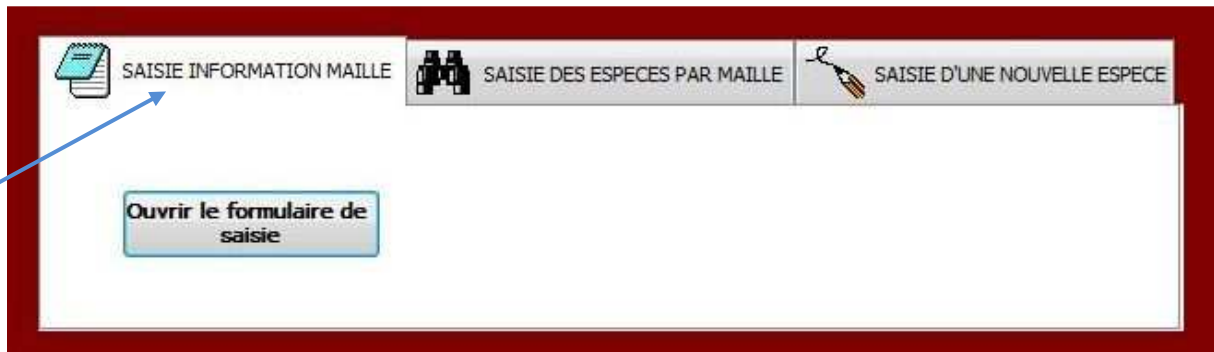 SAISIE INFORMATION MAILLE
SAISIE DES ESPECES PAR MAILLE
SAISIE D'UNE NOUVELLE ESPECE
Ouvrir le formulaire de
saisie